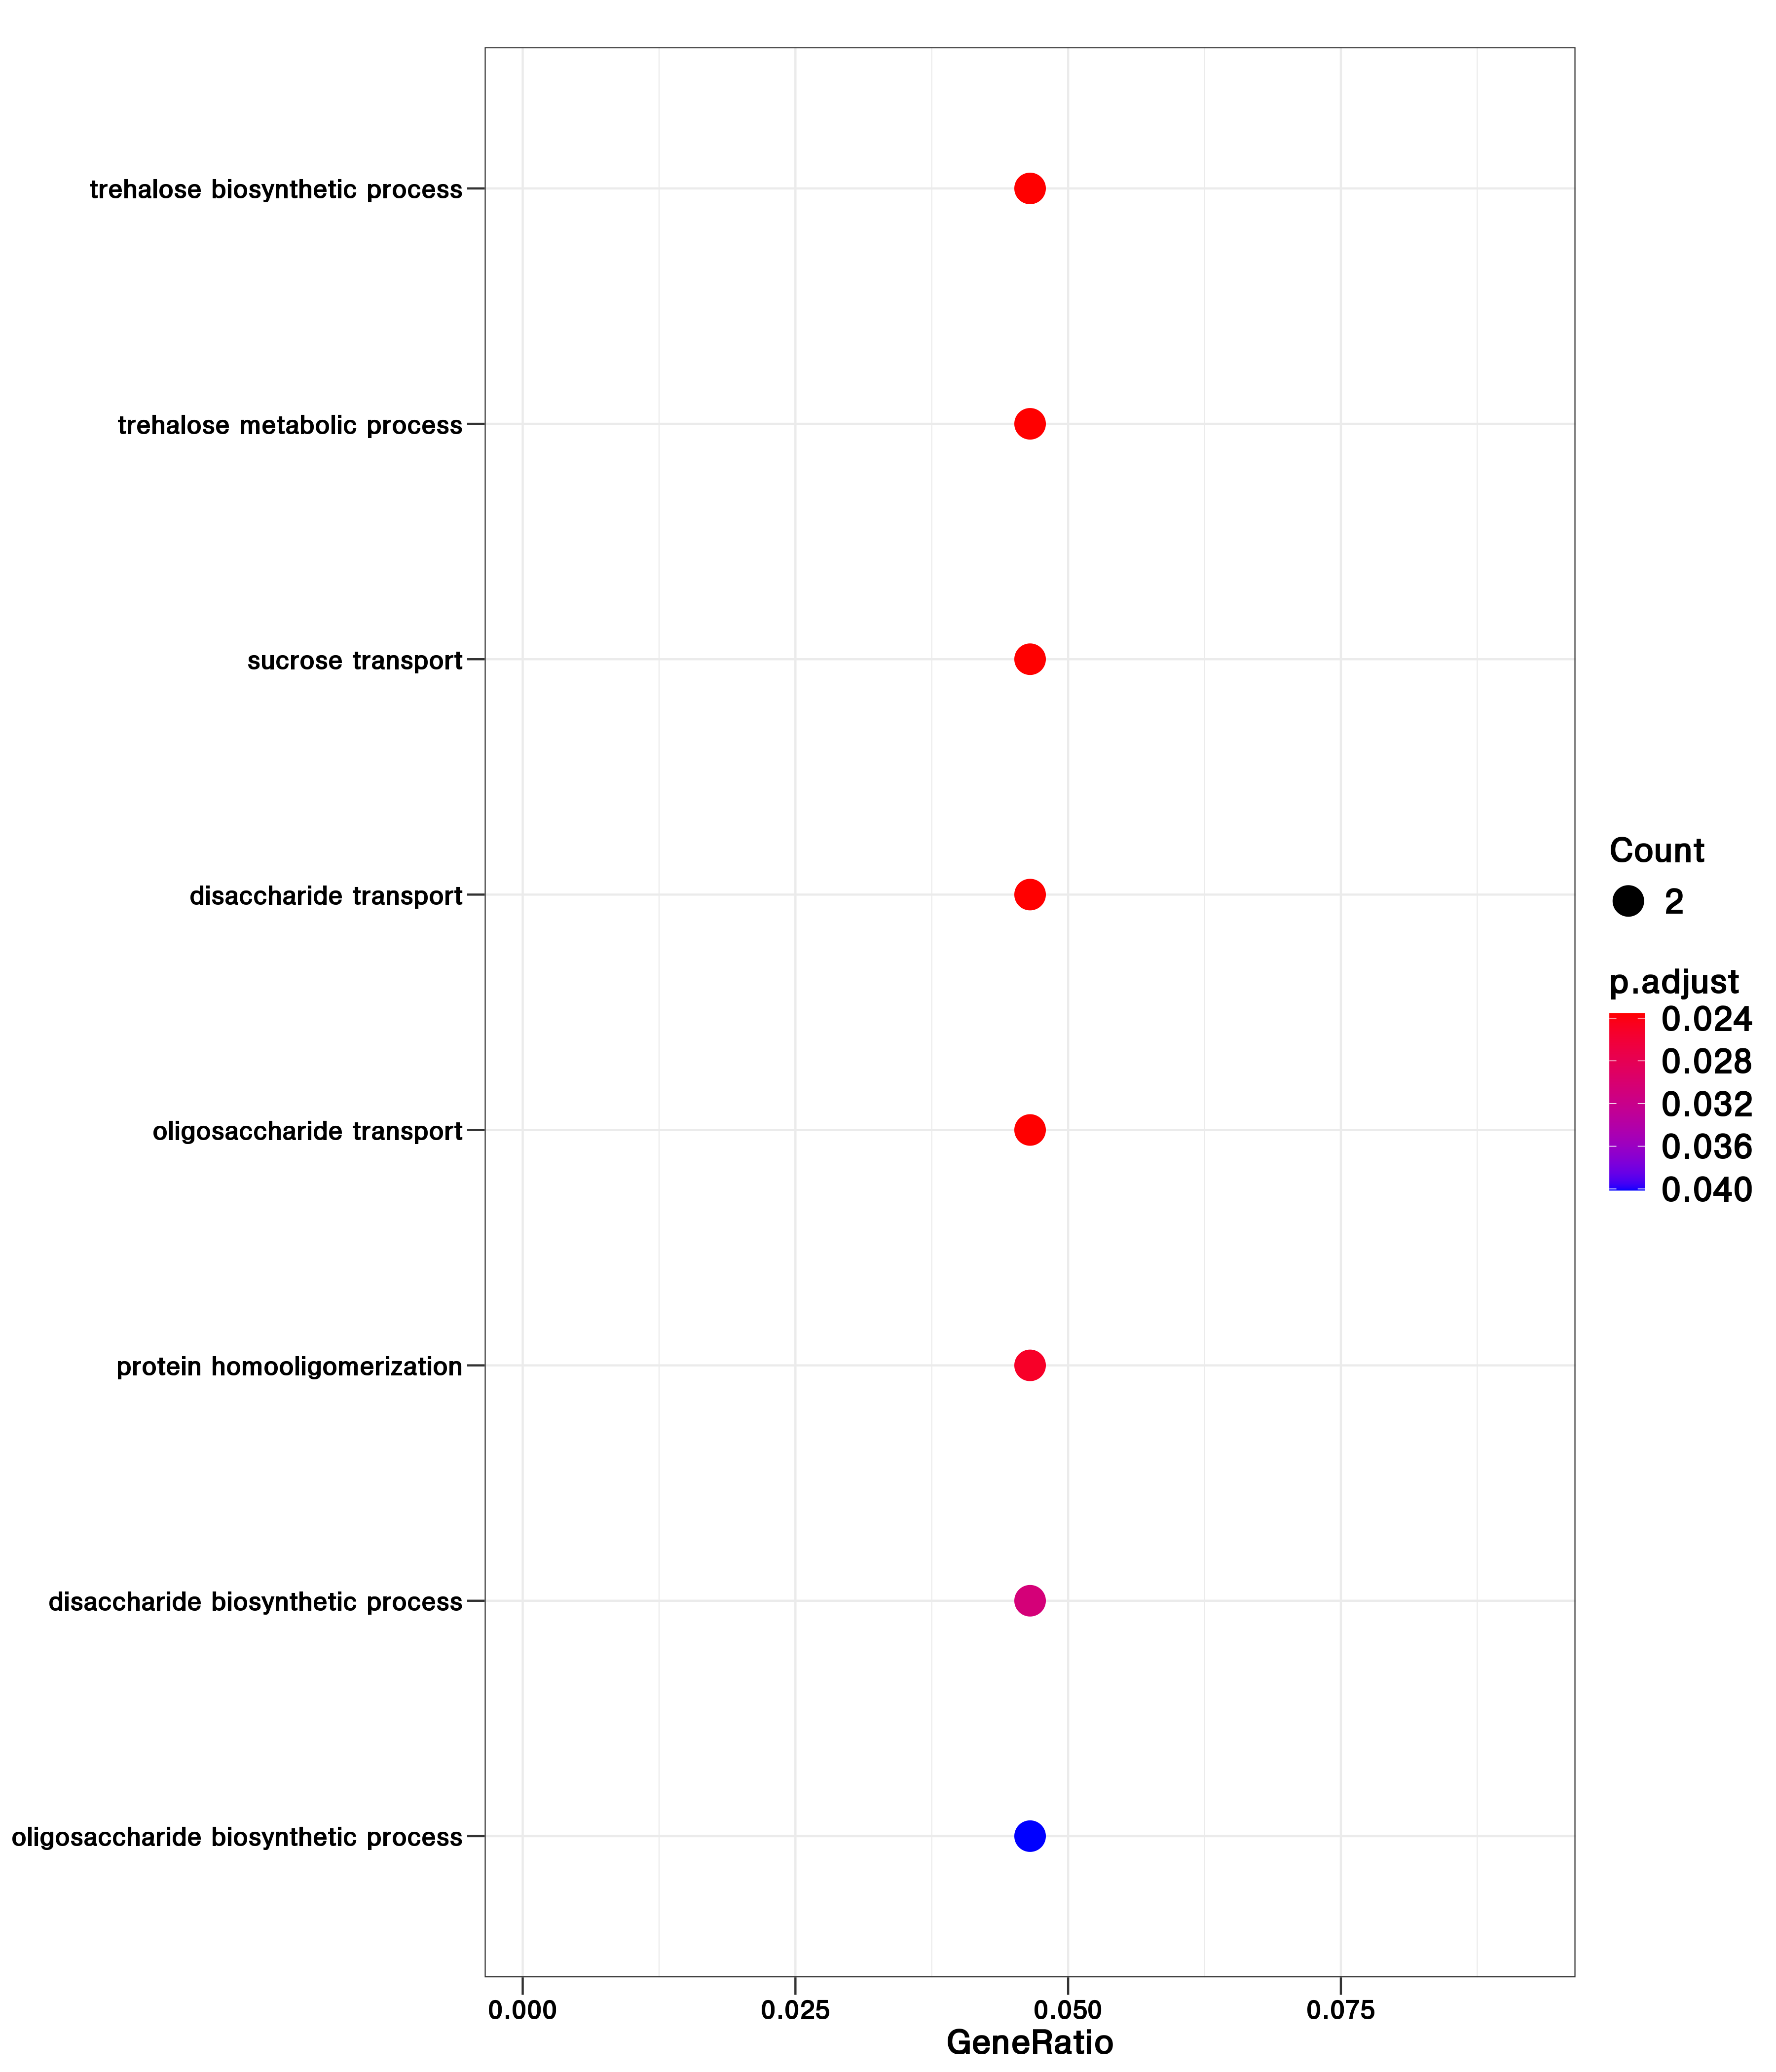 trehalose biosynthetic process
trehalose metabolic process
sucrose transport
disaccharide transport
oligosaccharide transport
protein homooligomerization
disaccharide biosynthetic process
oligosaccharide biosynthetic process
0.000 0.025 0.050 0.075
GeneRatio
Count
2
p.adjust
0.024
0.028
0.032
0.036
0.040